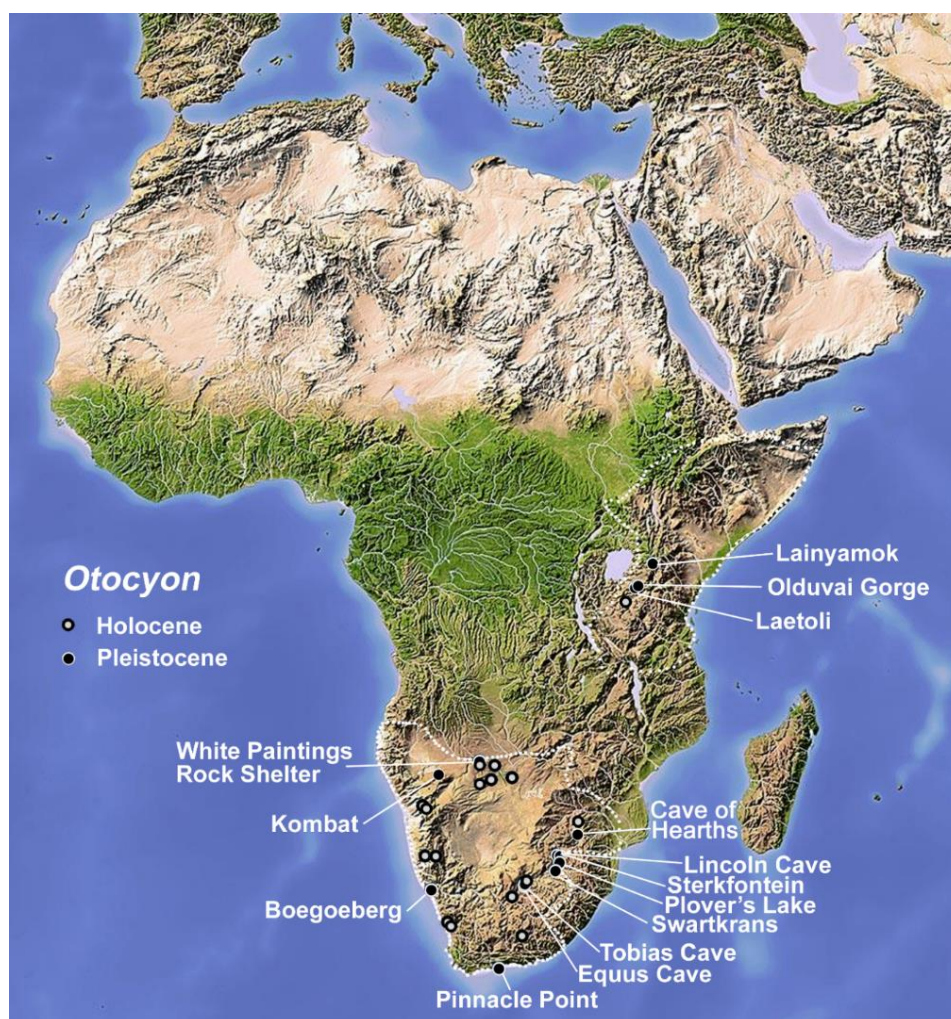 Lainyamok
Olduvai Gorge
Laetoli
Otocyon
Holocene
Pleistocene
White Paintings
Rock Shelter
Kombat
Cave of
Hearths
Lincoln Cave
Sterkfontein
Plover's Lake
Swartkrans
Boegoeberg
Tobias Cave
Equus Cave
Pinnacle Point